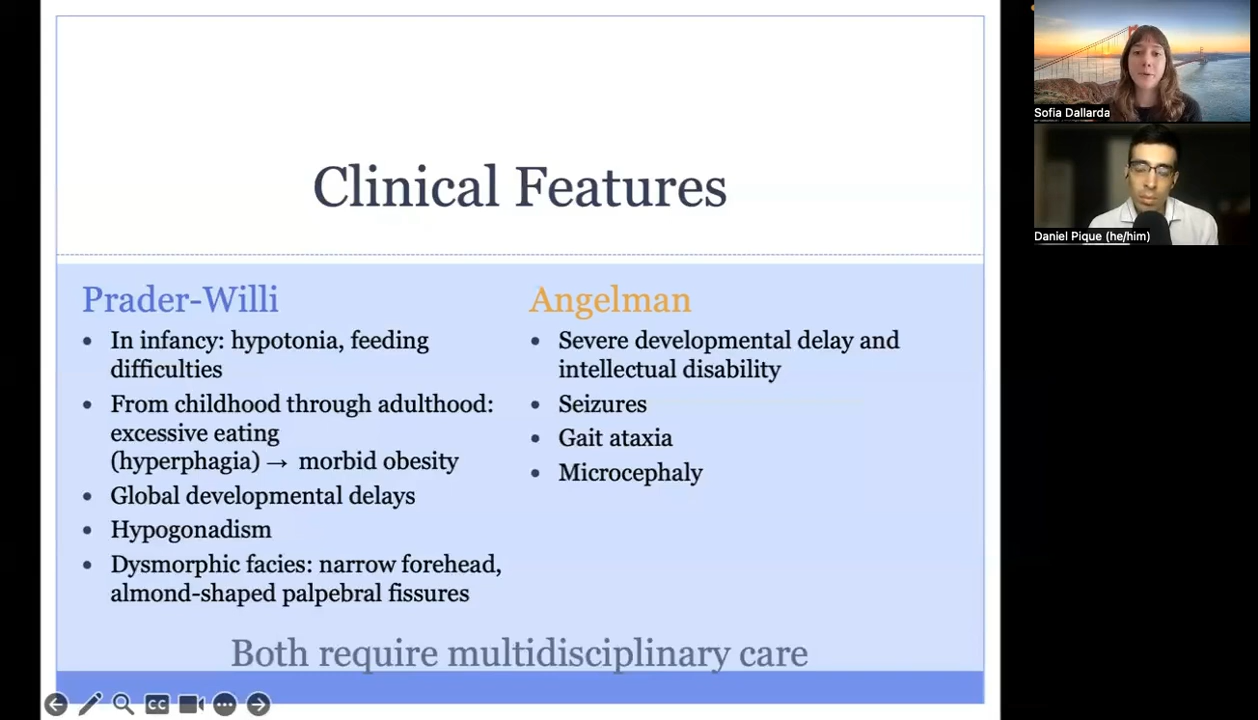 Clinical Features
Prader-Willi
• In infancy: hypotonia, feeding
difficulties
• From childhood through adulthood:
excessive eating
(hyperphagia) → morbid obesity
• Global developmental delays
• Hypogonadism
• Dysmorphic facies: narrow forehead,
almond-shaped palpebral fissures
Angelman
• Severe developmental delay and
intellectual disability
• Seizures
• Gait ataxia
• Microcephaly
Both require multidisciplinary care
CC
Sofia Dallarda
Daniel Pique (he/him)